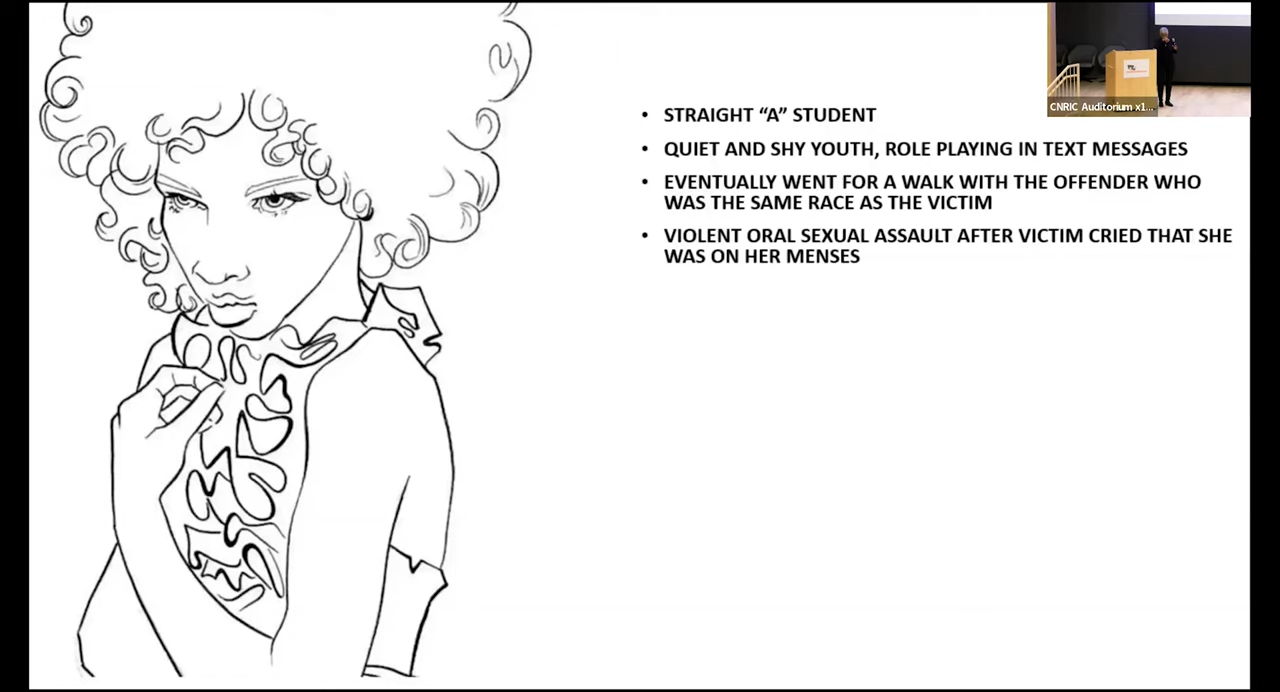 STRAIGHT “A” STUDENT
QUIET AND SHY YOUTH, ROLE PLAYING IN TEXT MESSAGES
EVENTUALLY WENT FOR A WALK WITH THE OFFENDER WHO
WAS THE SAME RACE AS THE VICTIM
VIOLENT ORAL SEXUAL ASSAULT AFTER VICTIM CRIED THAT SHE
WAS ON HER MENSES
CNRIC Auditorium x1...